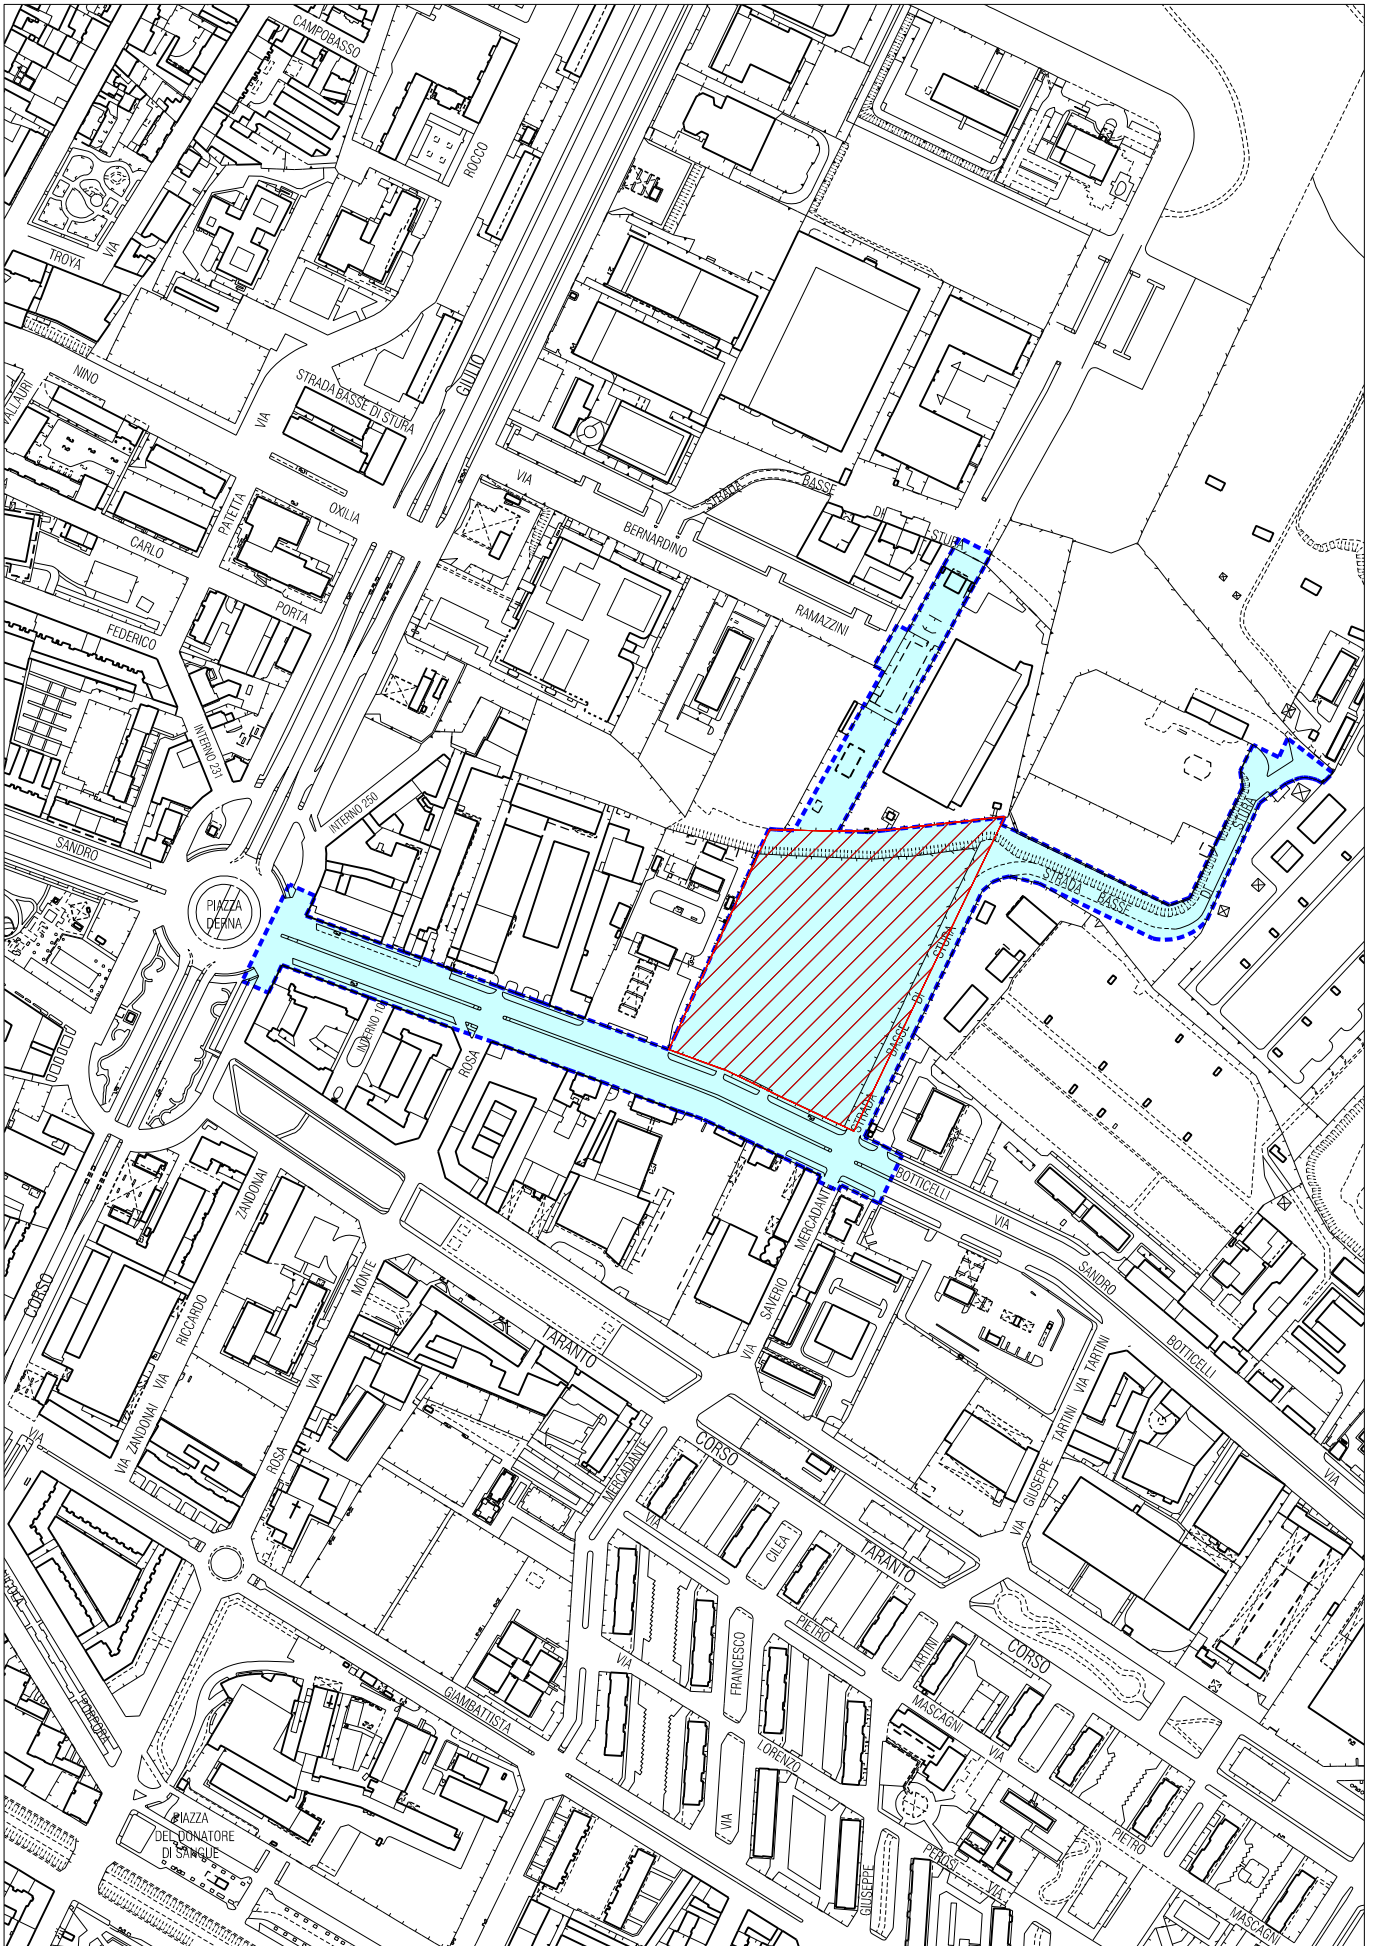 CAMPOBASSO
ROCCO
TROYA
VIA
NINO
VALLAURI
VIA
STRADA BASSE DI STURA
GIULIO
VIA
BERNARDINO
RAMAZZINI
STRADA
BASSE
DI
STURA
PATETTA
OXILIA
CARLO
PORTA
FEDERICO
INTERNO 231
INTERNO 250
SANDRO
PIAZZA
DERNA
STRADA
BASSE
DI
STURA
STRADA
BASSE
DI
STURA
ROSA
BOTTICELLI
VIA
SANDRO
BOTTICELLI
VIA
ZANDONAI
MONTE
CORSO
RICCARDO
VIA
ZANDONAI
VIA
VIA
ROSA
VIA
TARANTO
SAVERIO
VIA
MERCADANTE
VIA
CORSO
CILEA
TARANTO
VIA TARTINI
TARTINI
GIUSEPPE
VIA
PIETRO
TARTINI
CORSO
FRANCESCO
VIA
GIAMBATTISTA
MASCAGNI
VIA
LORENZO
VIA
PIETRO
PEROSI
VIA
GIUSEPPE
MASCAGNI
PORPORA
PIAZZA
DEL DONATORE
DI SANGUE